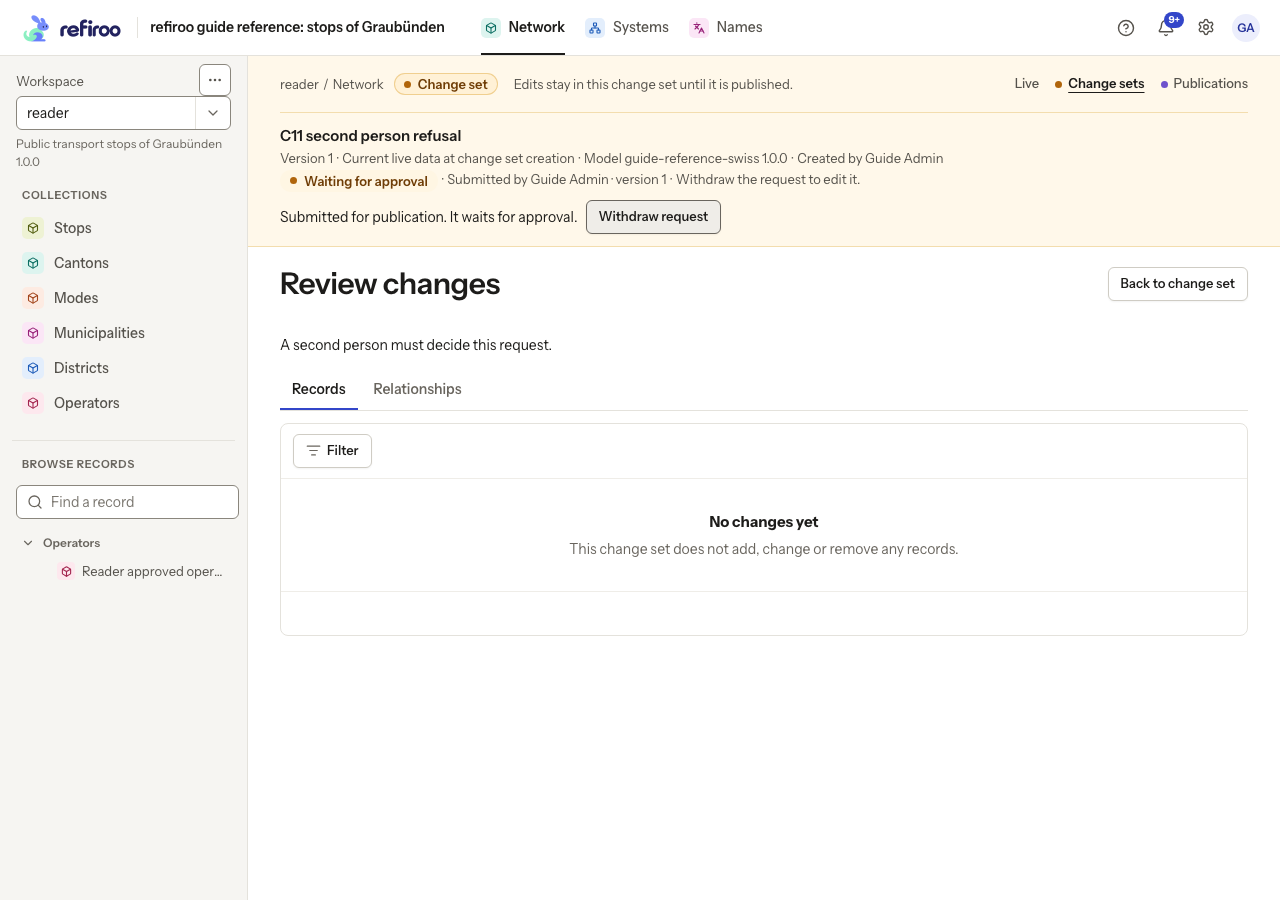 refiroo
refiroo guide reference: stops of Graubünden
Network
Systems
Names
9+
GA
Workspace
reader
Public transport stops of Graubünden
1.0.0
COLLECTIONS
Stops
Cantons
Modes
Municipalities
Districts
Operators
BROWSE RECORDS
Find a record
Operators
Reader approved oper...
reader / Network
Change set
Edits stay in this change set until it is published.
Live
Change sets
Publications
C11 second person refusal
Version 1 · Current live data at change set creation · Model guide-reference-swiss 1.0.0 · Created by Guide Admin
Waiting for approval · Submitted by Guide Admin · version 1 · Withdraw the request to edit it.
Submitted for publication. It waits for approval.
Withdraw request
Review changes
Back to change set
A second person must decide this request.
Records
Relationships
Filter
No changes yet
This change set does not add, change or remove any records.